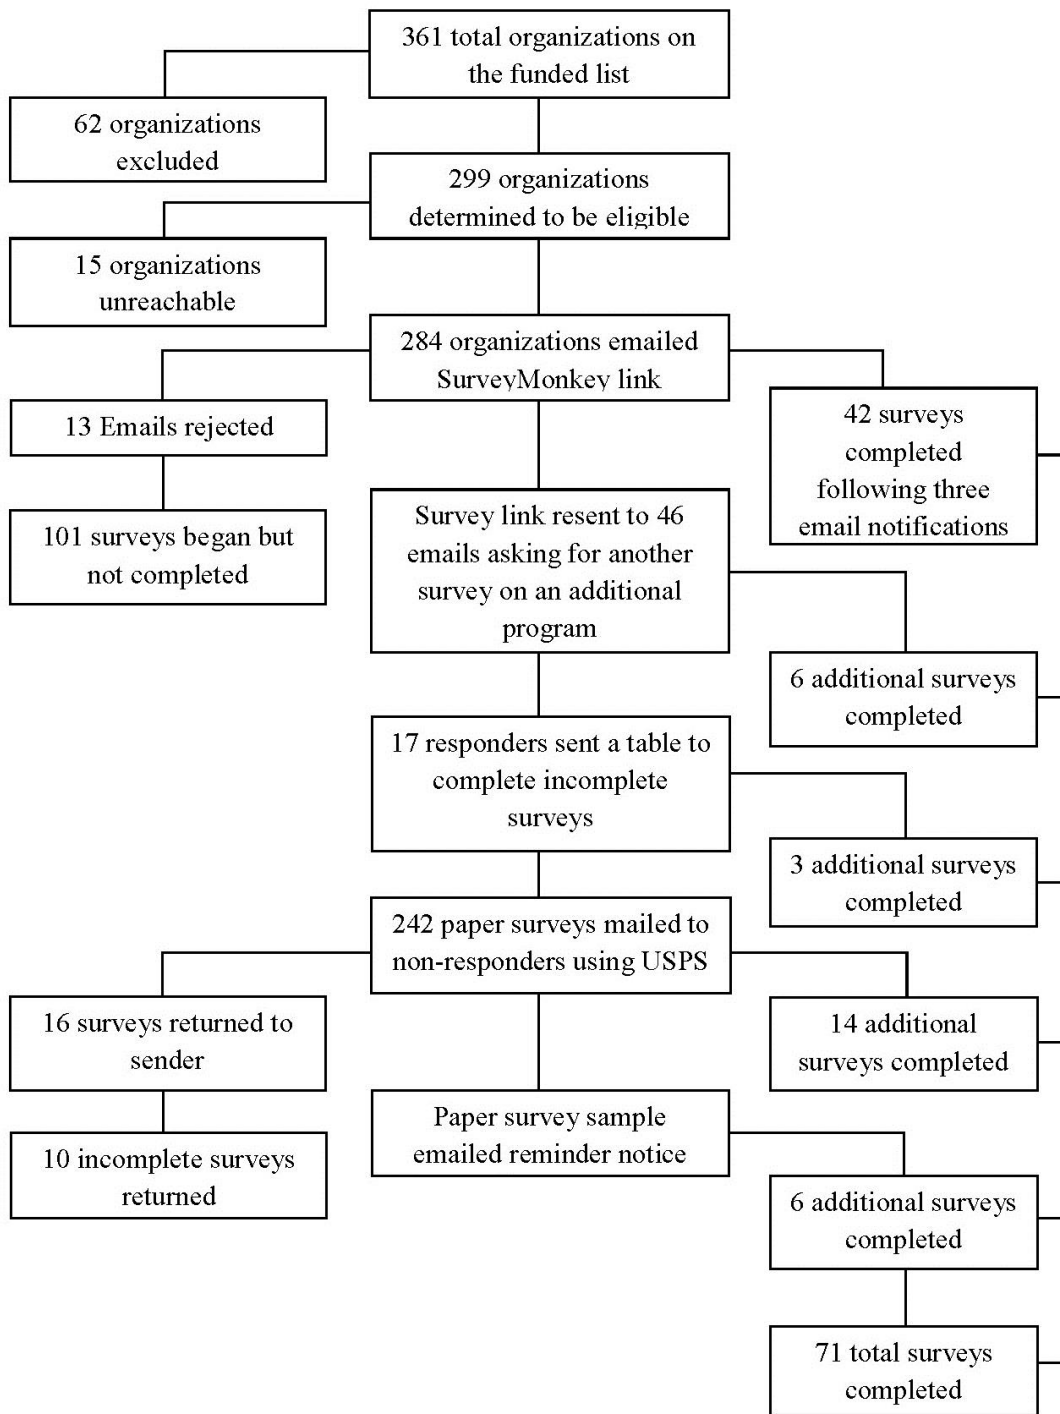 361 total organizations on
the funded list
62 organizations
excluded
299 organizations
determined to be eligible
15 organizations
unreachable
284 organizations emailed
SurveyMonkey link
13 Emails rejected
42 surveys
completed
following three
email notifications
101 surveys began but
not completed
Survey link resent to 46
emails asking for another
survey on an additional
program
6 additional surveys
completed
17 responders sent a table to
complete incomplete
surveys
3 additional surveys
completed
242 paper surveys mailed to
non-responders using USPS
16 surveys returned to
sender
14 additional
surveys completed
Paper survey sample
emailed reminder notice
10 incomplete surveys
returned
6 additional surveys
completed
71 total surveys
completed